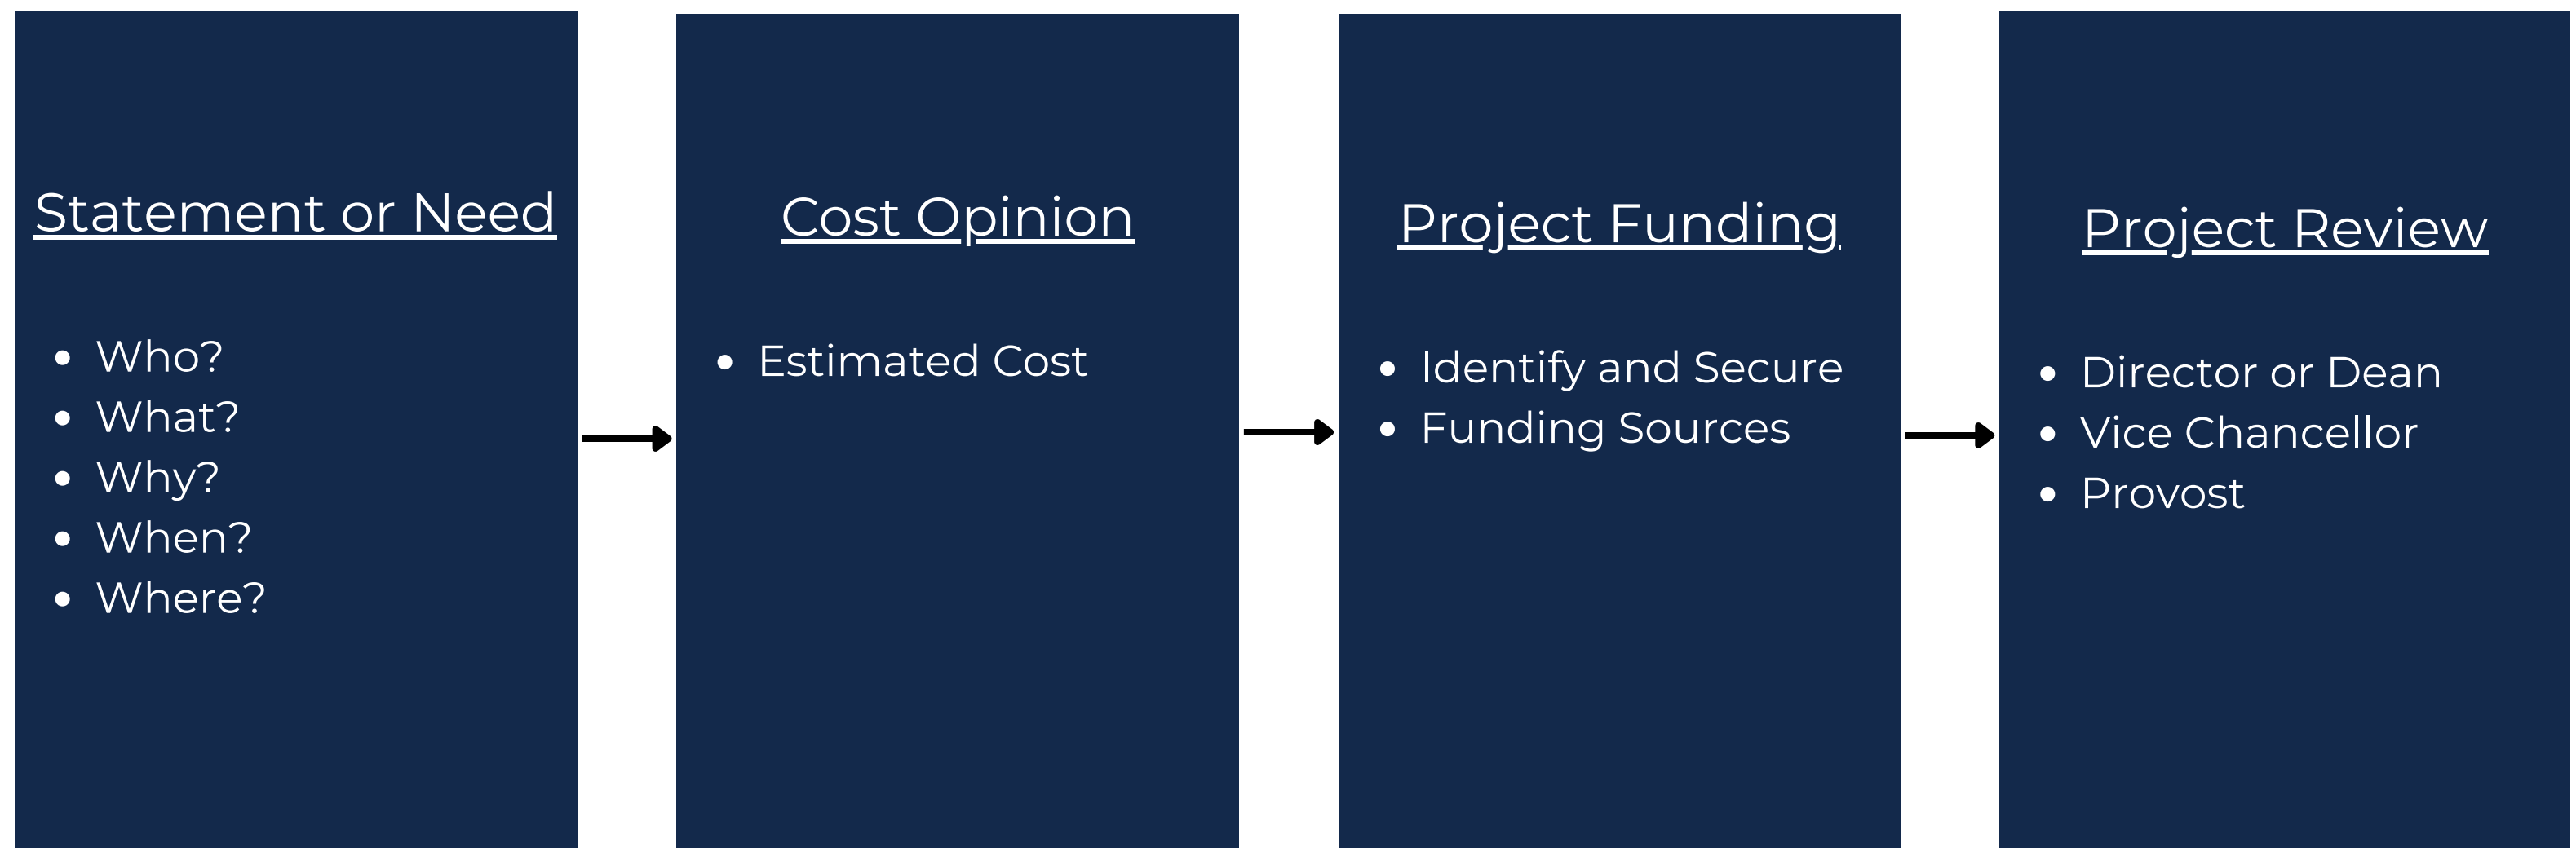 Statement or Need
• Who?
• What?
• Why?
• When?
• Where?
Cost Opinion
• Estimated Cost
Project Funding
• Identify and Secure
• Funding Sources
Project Review
• Director or Dean
• Vice Chancellor
• Provost